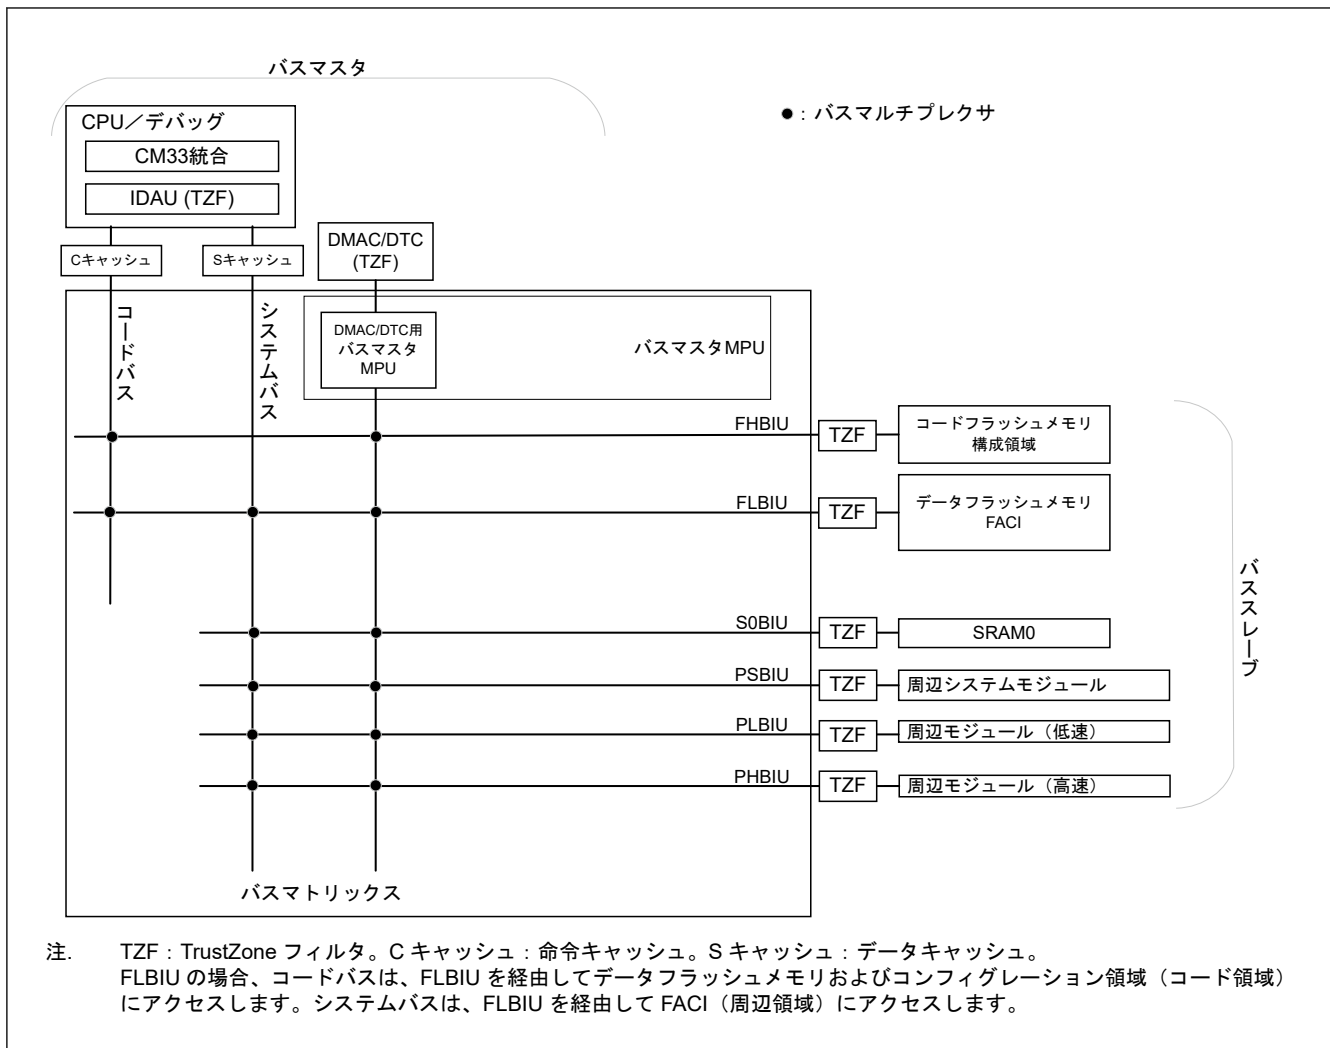 バスマスタ
CPU／デバッグ
CM33統合
IDAU (TZF)
●：バスマルチプレクサ
Cキャッシュ
Sキャッシュ
DMAC/DTC
(TZF)
コードバス
システムバス
DMAC/DTC用
バスマスタ
MPU
バスマスタMPU
FHBIU
TZF
コードフラッシュメモリ
構成領域
FLBIU
TZF
データフラッシュメモリ
FACI
バススレーブ
S0BIU
TZF
SRAM0
PSBIU
TZF
周辺システムモジュール
PLBIU
TZF
周辺モジュール（低速）
PHBIU
TZF
周辺モジュール（高速）
バスマトリックス
注. TZF：TrustZone フィルタ。C キャッシュ：命令キャッシュ。S キャッシュ：データキャッシュ。
FLBIU の場合、コードバスは、FLBIU を経由してデータフラッシュメモリおよびコンフィグレーション領域（コード領域）
にアクセスします。システムバスは、FLBIU を経由して FACI（周辺領域）にアクセスします。